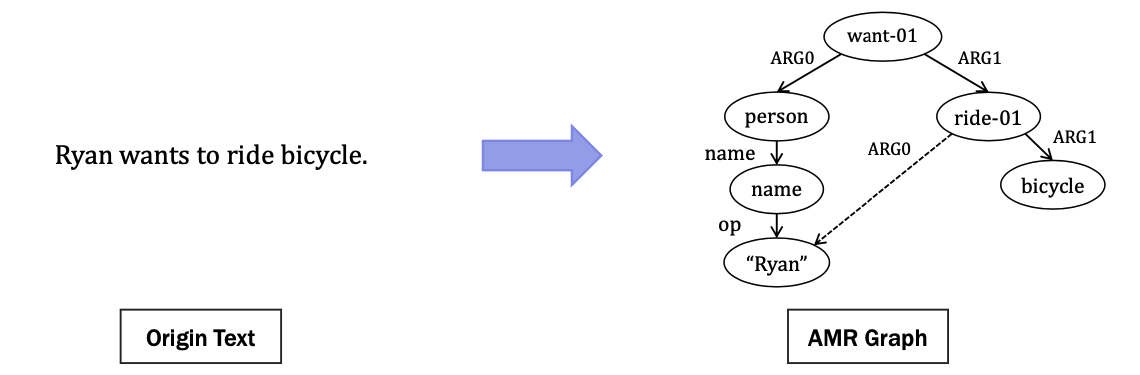 want-01
ARG0
ARG1
person
ride-01
Ryan wants to ride bicycle.
name
ARG0
ARG1
name
bicycle
op
“Ryan”
Origin Text
AMR Graph